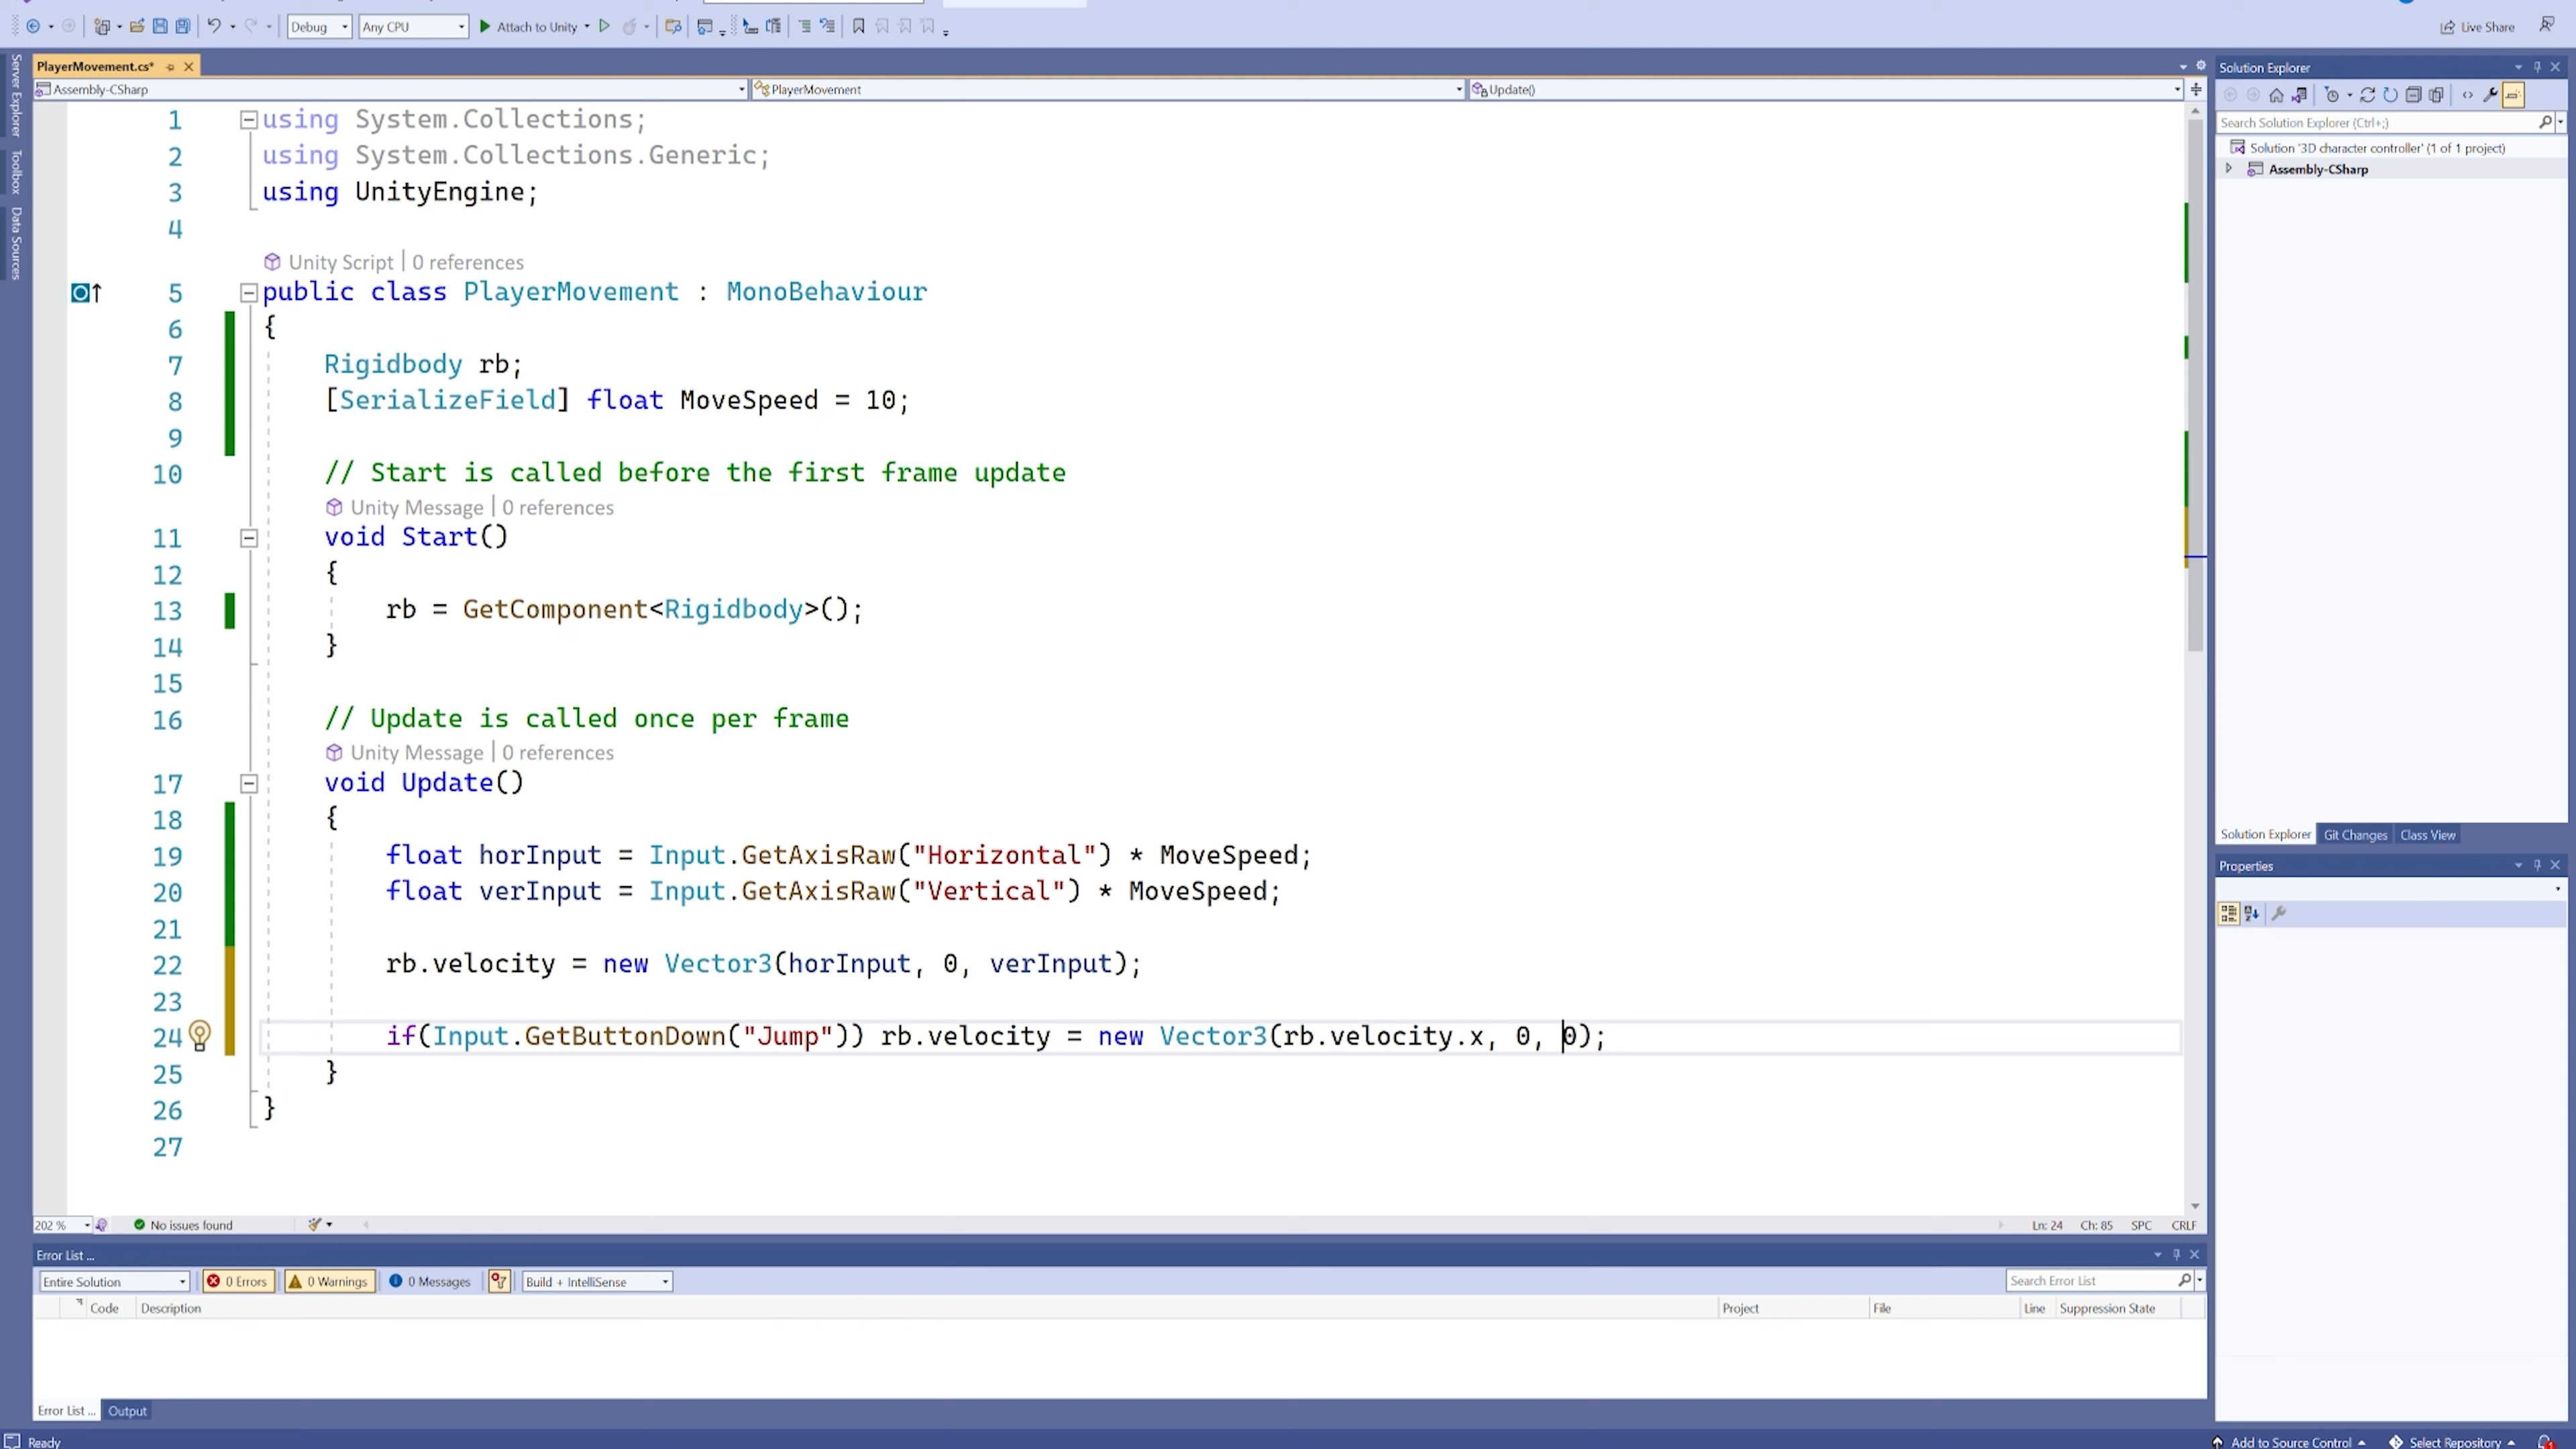 Debug
Any CPU
Attach to Unity
Live Share
Server Explorer
Toolbox
Data Sources
PlayerMovement.cs*
Assembly-CSharp
PlayerMovement
Update()
1 using System.Collections;
2 using System.Collections.Generic;
3 using UnityEngine;
4
Unity Script | 0 references
5 public class PlayerMovement : MonoBehaviour
6 {
7 Rigidbody rb;
8 [SerializeField] float MoveSpeed = 10;
9
10 // Start is called before the first frame update
Unity Message | 0 references
11 void Start()
12 {
13 rb = GetComponent<Rigidbody>();
14 }
15
16 // Update is called once per frame
Unity Message | 0 references
17 void Update()
18 {
19 float horInput = Input.GetAxisRaw("Horizontal") * MoveSpeed;
20 float verInput = Input.GetAxisRaw("Vertical") * MoveSpeed;
21
22 rb.velocity = new Vector3(horInput, 0, verInput);
23
24 if(Input.GetButtonDown("Jump")) rb.velocity = new Vector3(rb.velocity.x, 0, 0);
25 }
26 }
27
202 %
No issues found
Ln: 24 Ch: 85 SPC CRLF
Error List ...
Entire Solution
0 Errors
0 Warnings
0 Messages
Build + IntelliSense
Search Error List
Code Description Project File Line Suppression State
Error List ... Output
Ready
Solution Explorer
Search Solution Explorer (Ctrl+;)
Solution '3D character controller' (1 of 1 project)
Assembly-CSharp
Solution Explorer Git Changes Class View
Properties
Add to Source Control
Select Repository